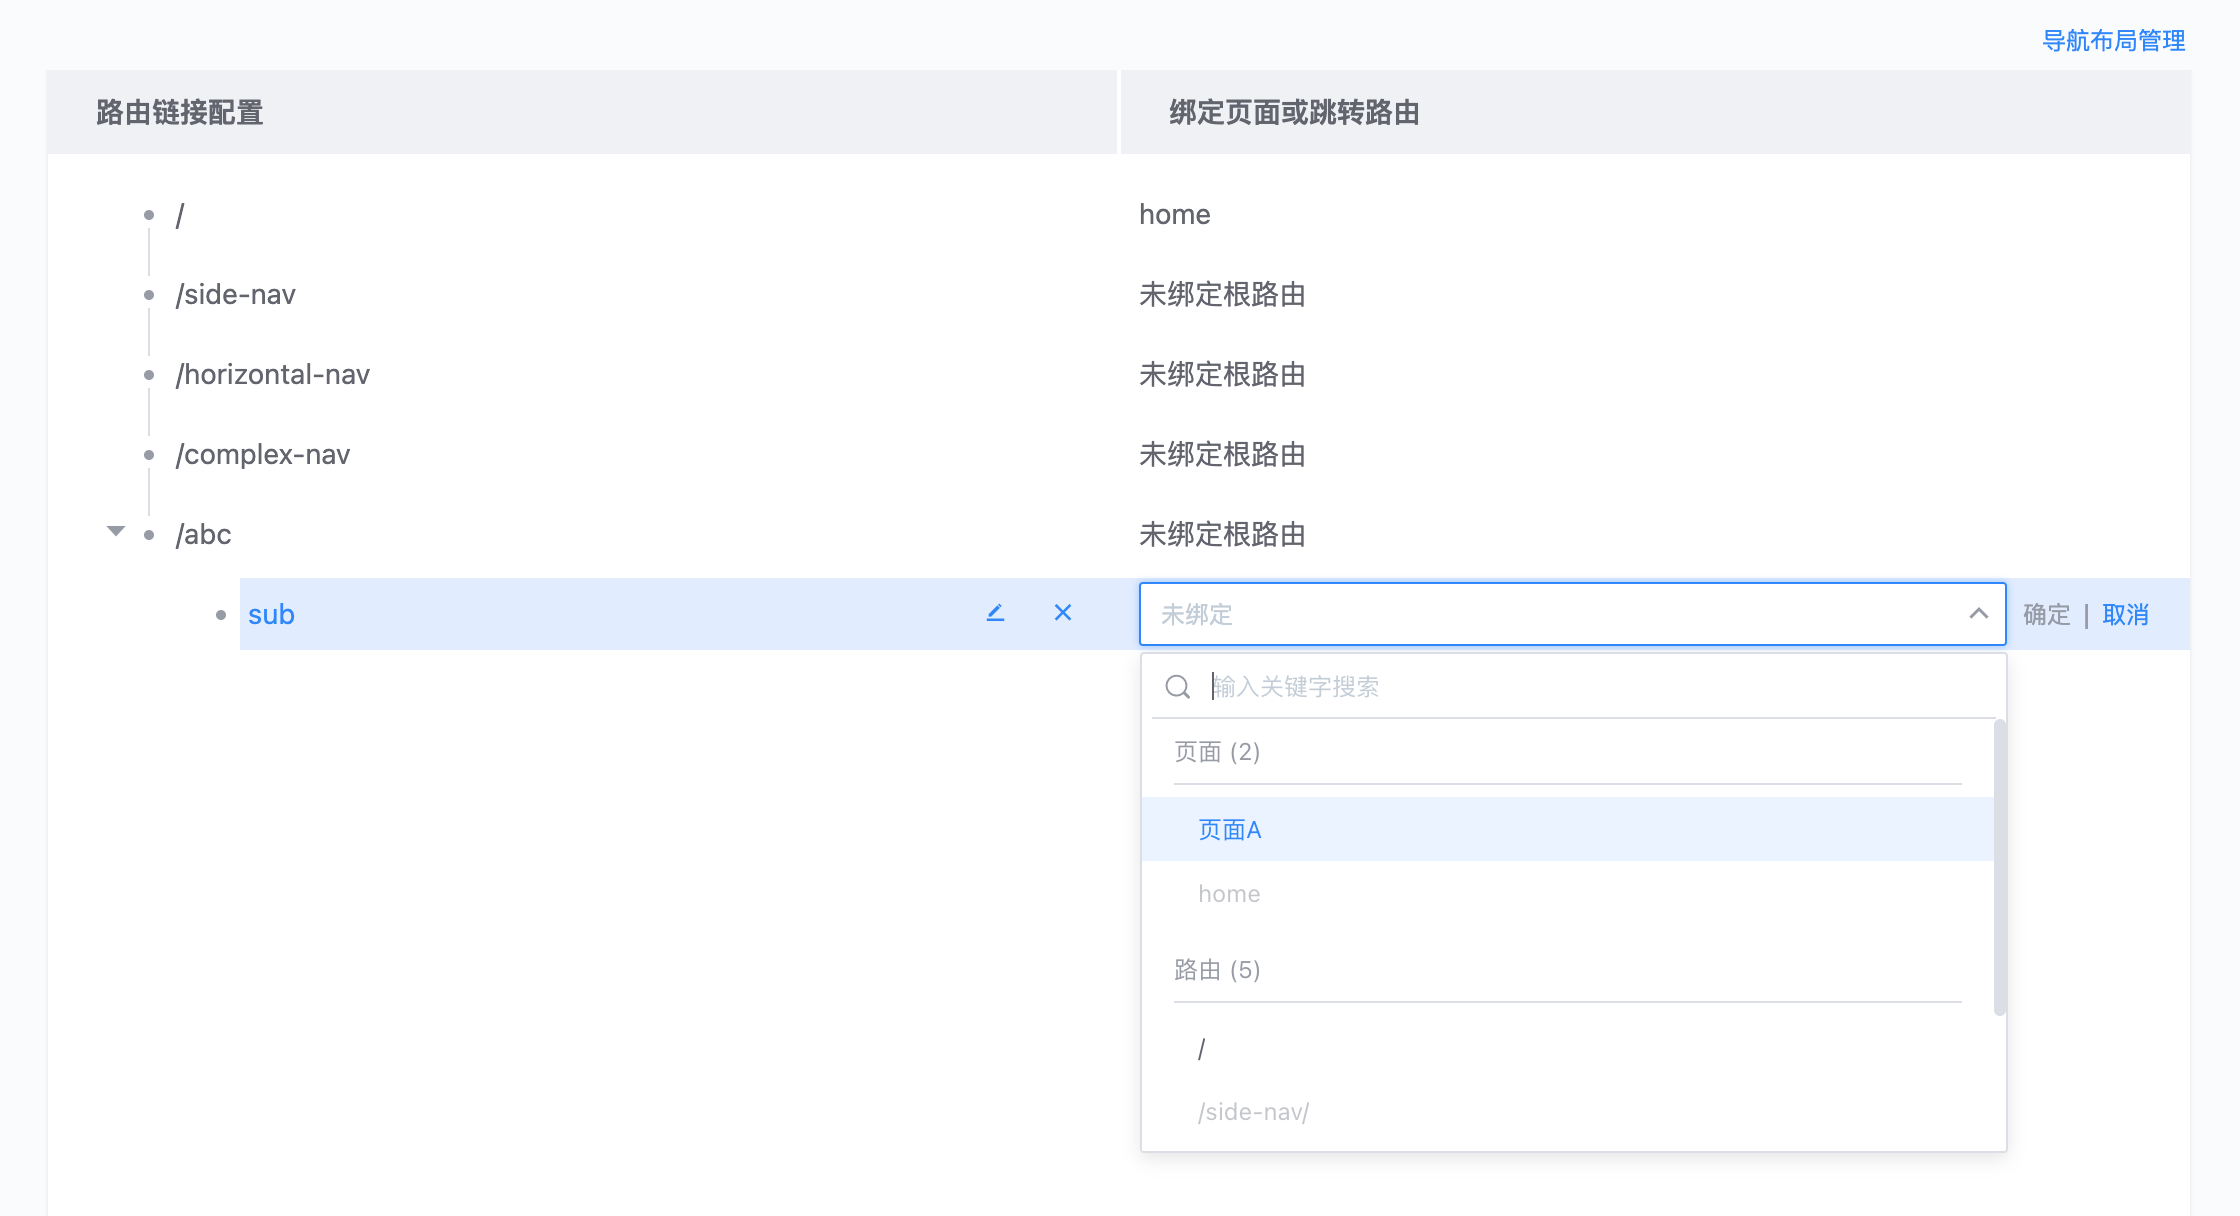 导航布局管理
路由链接配置
绑定页面或跳转路由
/
home
/side-nav
未绑定根路由
/horizontal-nav
未绑定根路由
/complex-nav
未绑定根路由
/abc
未绑定根路由
sub
未绑定
确定 | 取消
输入关键字搜索
页面 (2)
页面A
home
路由 (5)
/
/side-nav/